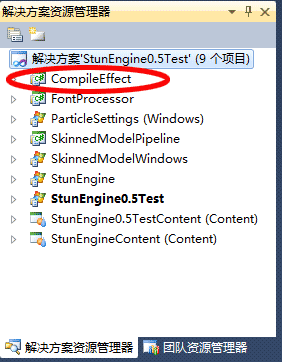 解决方案资源管理器
解决方案'StunEngine0.5Test' (9 个项目)
CompileEffect
FontProcessor
ParticleSettings (Windows)
SkinnedModelPipeline
SkinnedModelWindows
StunEngine
StunEngine0.5Test
StunEngine0.5TestContent (Content)
StunEngineContent (Content)
解决方案资源管理器 团队资源管理器